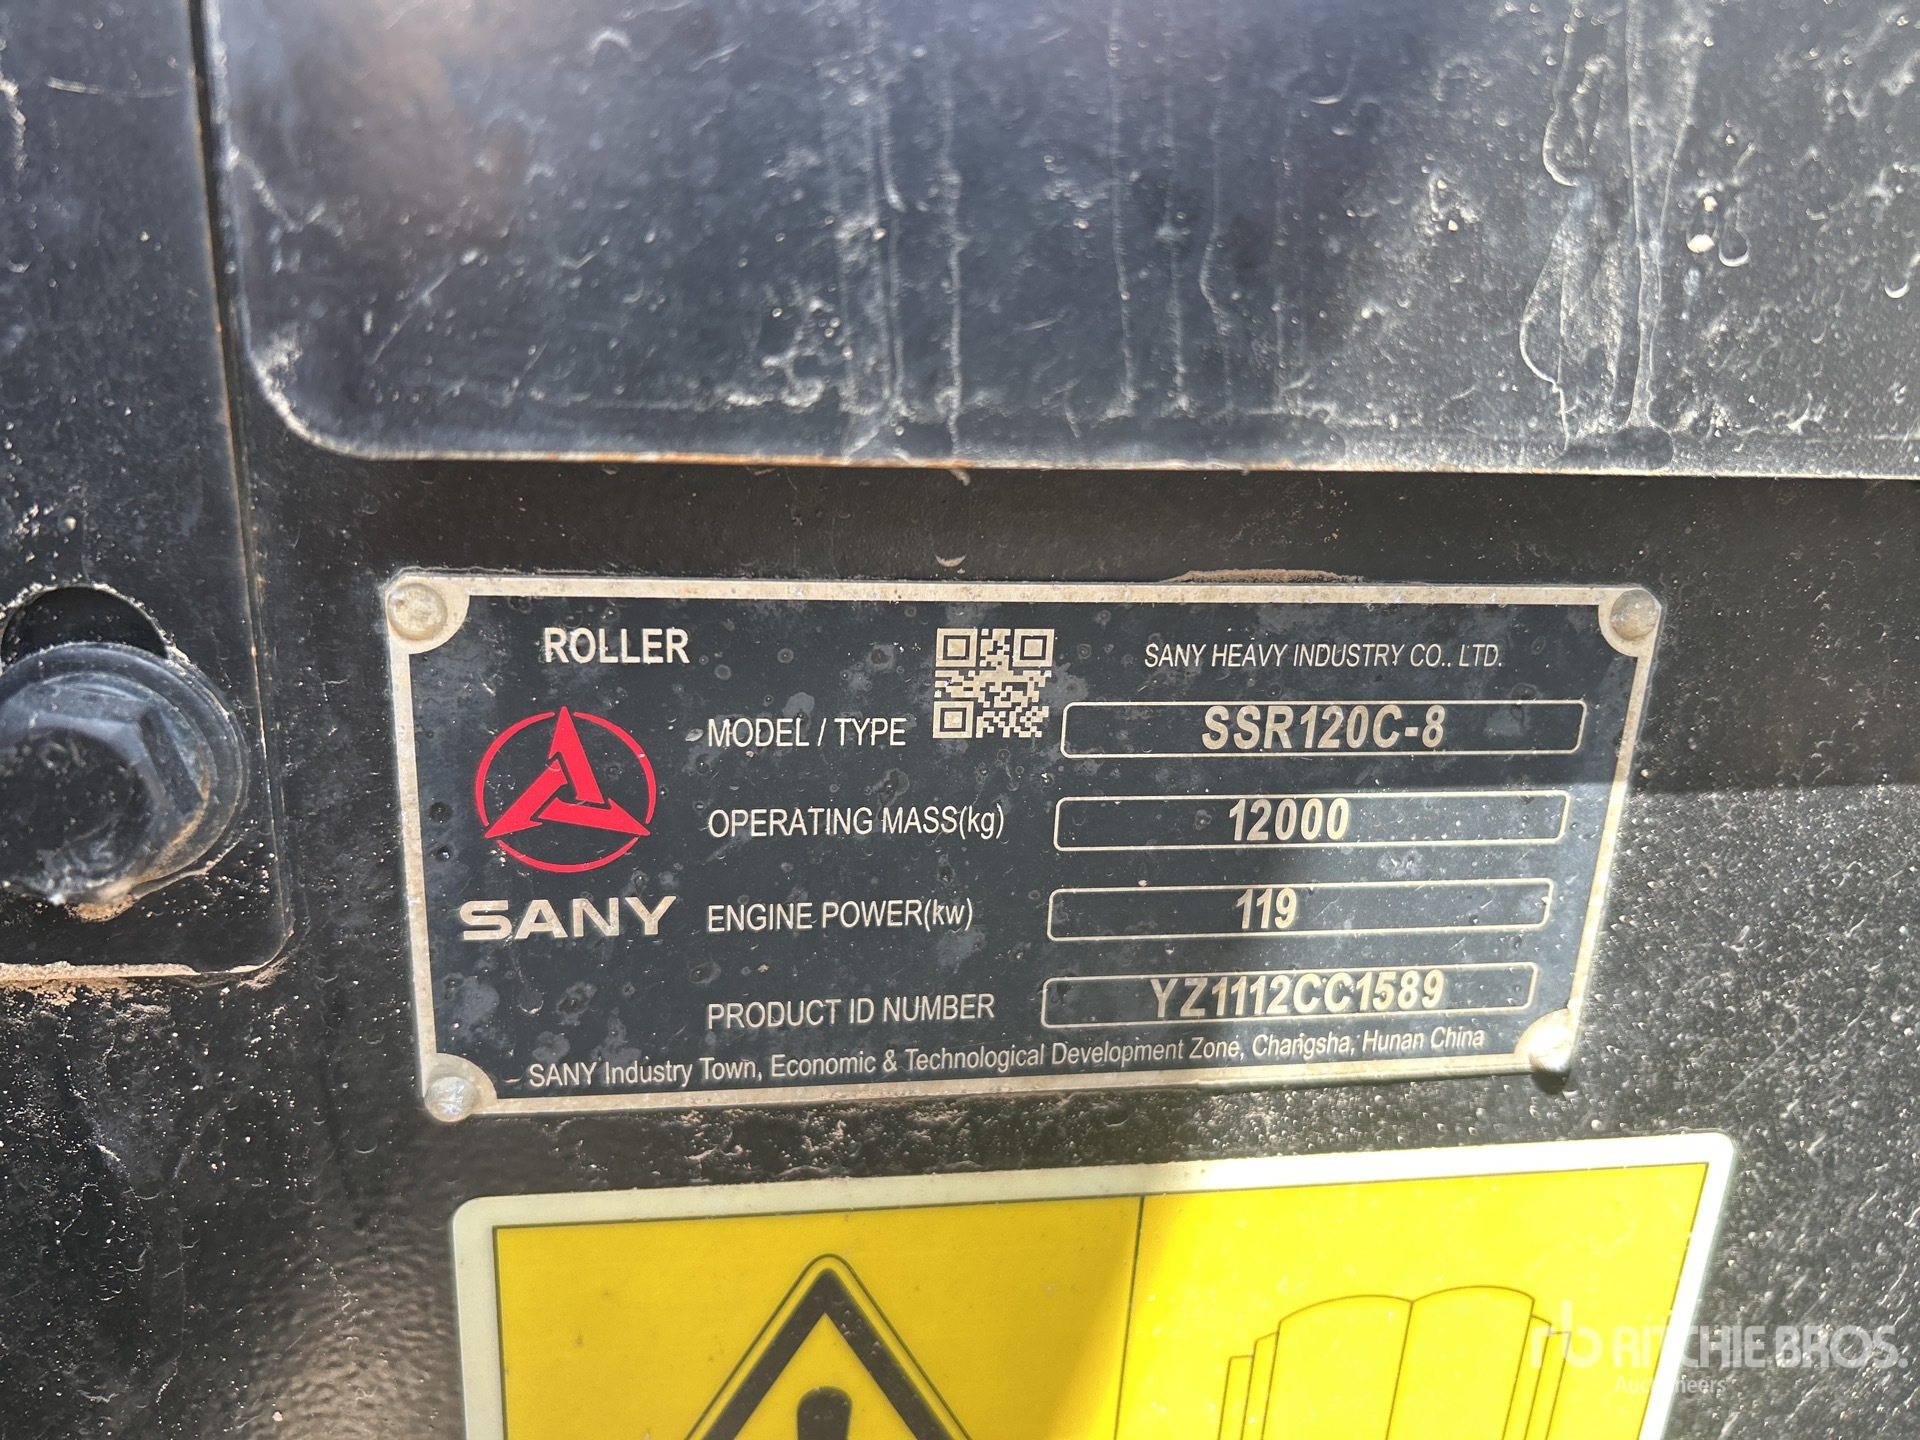 ROLLER
SANY HEAVY INDUSTRY CO., LTD.
MODEL / TYPE SSR120C-8
OPERATING MASS(kg) 12000
SANY
ENGINE POWER(kw) 119
PRODUCT ID NUMBER YZ1112CC1589
SANY Industry Town, Economic & Technological Development Zone, Changsha, Hunan China
rb RITCHIE BROS.
Auctioneers